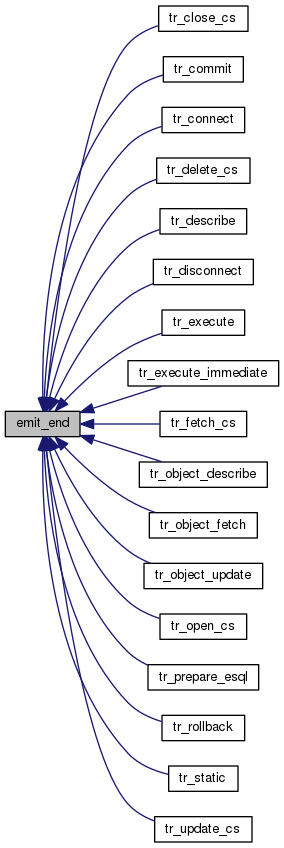 tr_close_cs
tr_commit
tr_connect
tr_delete_cs
tr_describe
tr_disconnect
tr_execute
tr_execute_immediate
emit_end
tr_fetch_cs
tr_object_describe
tr_object_fetch
tr_object_update
tr_open_cs
tr_prepare_esql
tr_rollback
tr_static
tr_update_cs